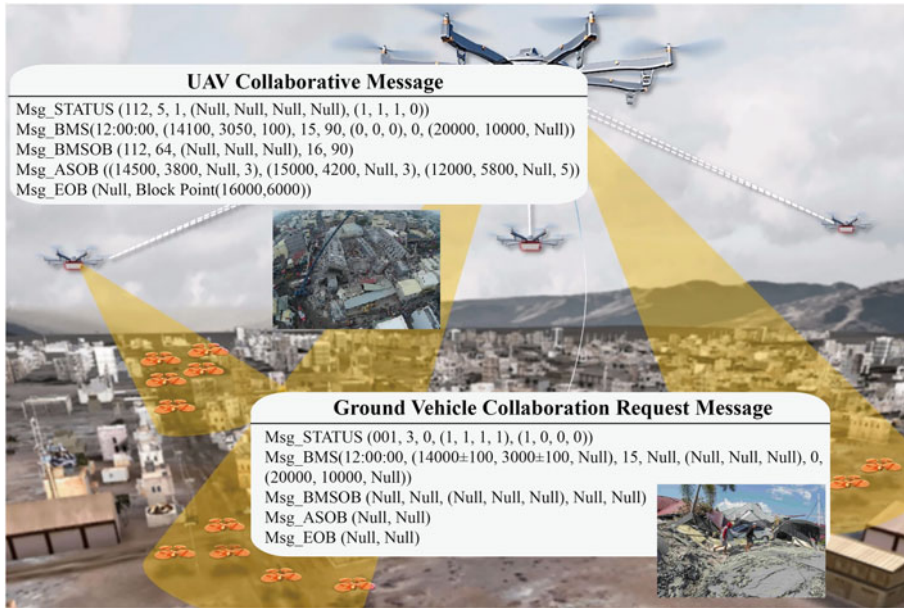 UAV Collaborative Message
Msg_STATUS (112, 5, 1, (Null, Null, Null, Null), (1, 1, 1, 0))
Msg_BMS(12:00:00, (14100, 3050, 100), 15, 90, (0, 0, 0), 0, (20000, 10000, Null))
Msg_BMSOB (112, 64, (Null, Null, Null), 16, 90)
Msg_ASOB ((14500, 3800, Null, 3), (15000, 4200, Null, 3), (12000, 5800, Null, 5))
Msg_EOB (Null, Block Point(16000,6000))
Ground Vehicle Collaboration Request Message
Msg_STATUS (001, 3, 0, (1, 1, 1, 1), (1, 0, 0, 0))
Msg_BMS(12:00:00, (14000±100, 3000±100, Null), 15, Null, (Null, Null, Null), 0,
(20000, 10000, Null))
Msg_BMSOB (Null, Null, (Null, Null, Null), Null, Null)
Msg_ASOB (Null, Null)
Msg_EOB (Null, Null)